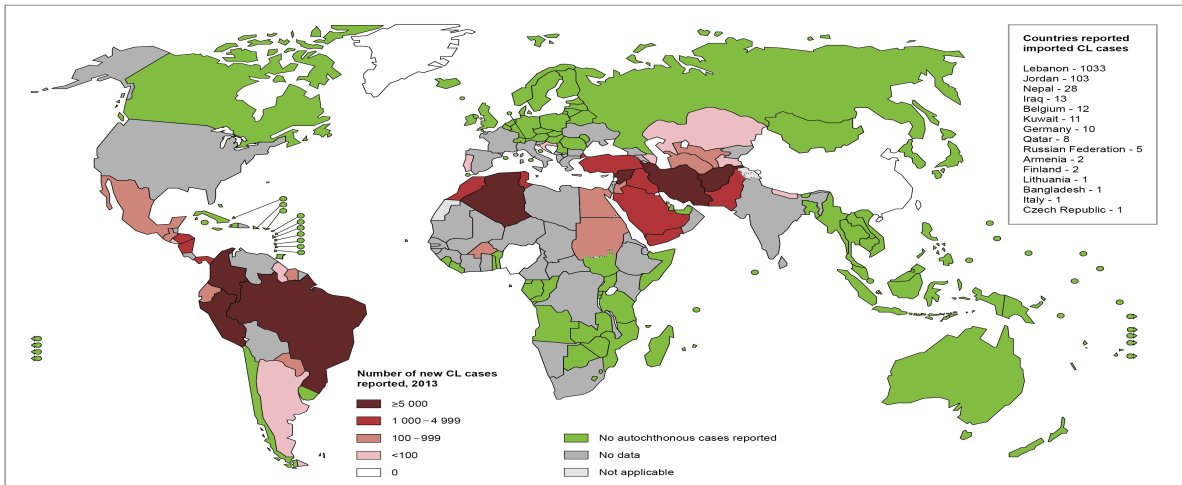 Countries reported
imported CL cases
Lebanon - 1033
Jordan - 103
Nepal - 28
Iraq - 13
Belgium - 12
Kuwait - 11
Germany - 10
Qatar - 8
Russian Federation - 5
Armenia - 2
Finland - 2
Lithuania - 1
Bangladesh - 1
Italy - 1
Czech Republic - 1
Number of new CL cases
reported, 2013
≥5 000
1 000–4 999
100–999
<100
0
No autochthonous cases reported
No data
Not applicable